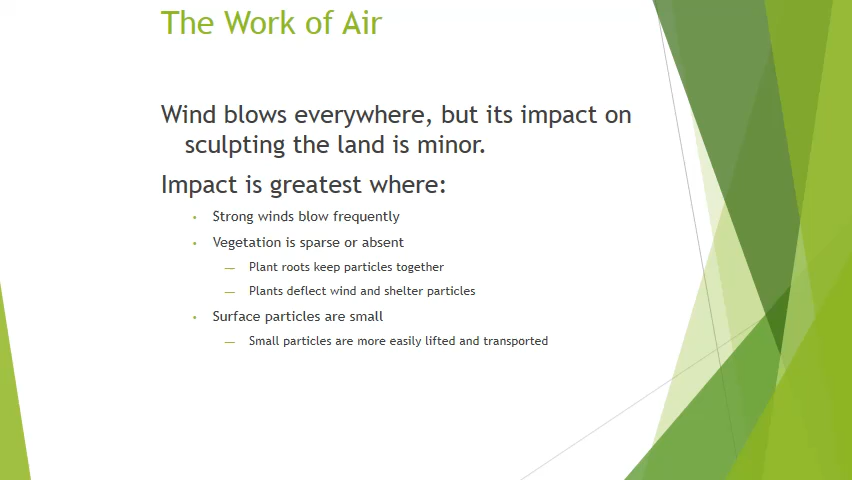 The Work of Air
Wind blows everywhere, but its impact on
sculpting the land is minor.
Impact is greatest where:
• Strong winds blow frequently
• Vegetation is sparse or absent
— Plant roots keep particles together
— Plants deflect wind and shelter particles
• Surface particles are small
— Small particles are more easily lifted and transported